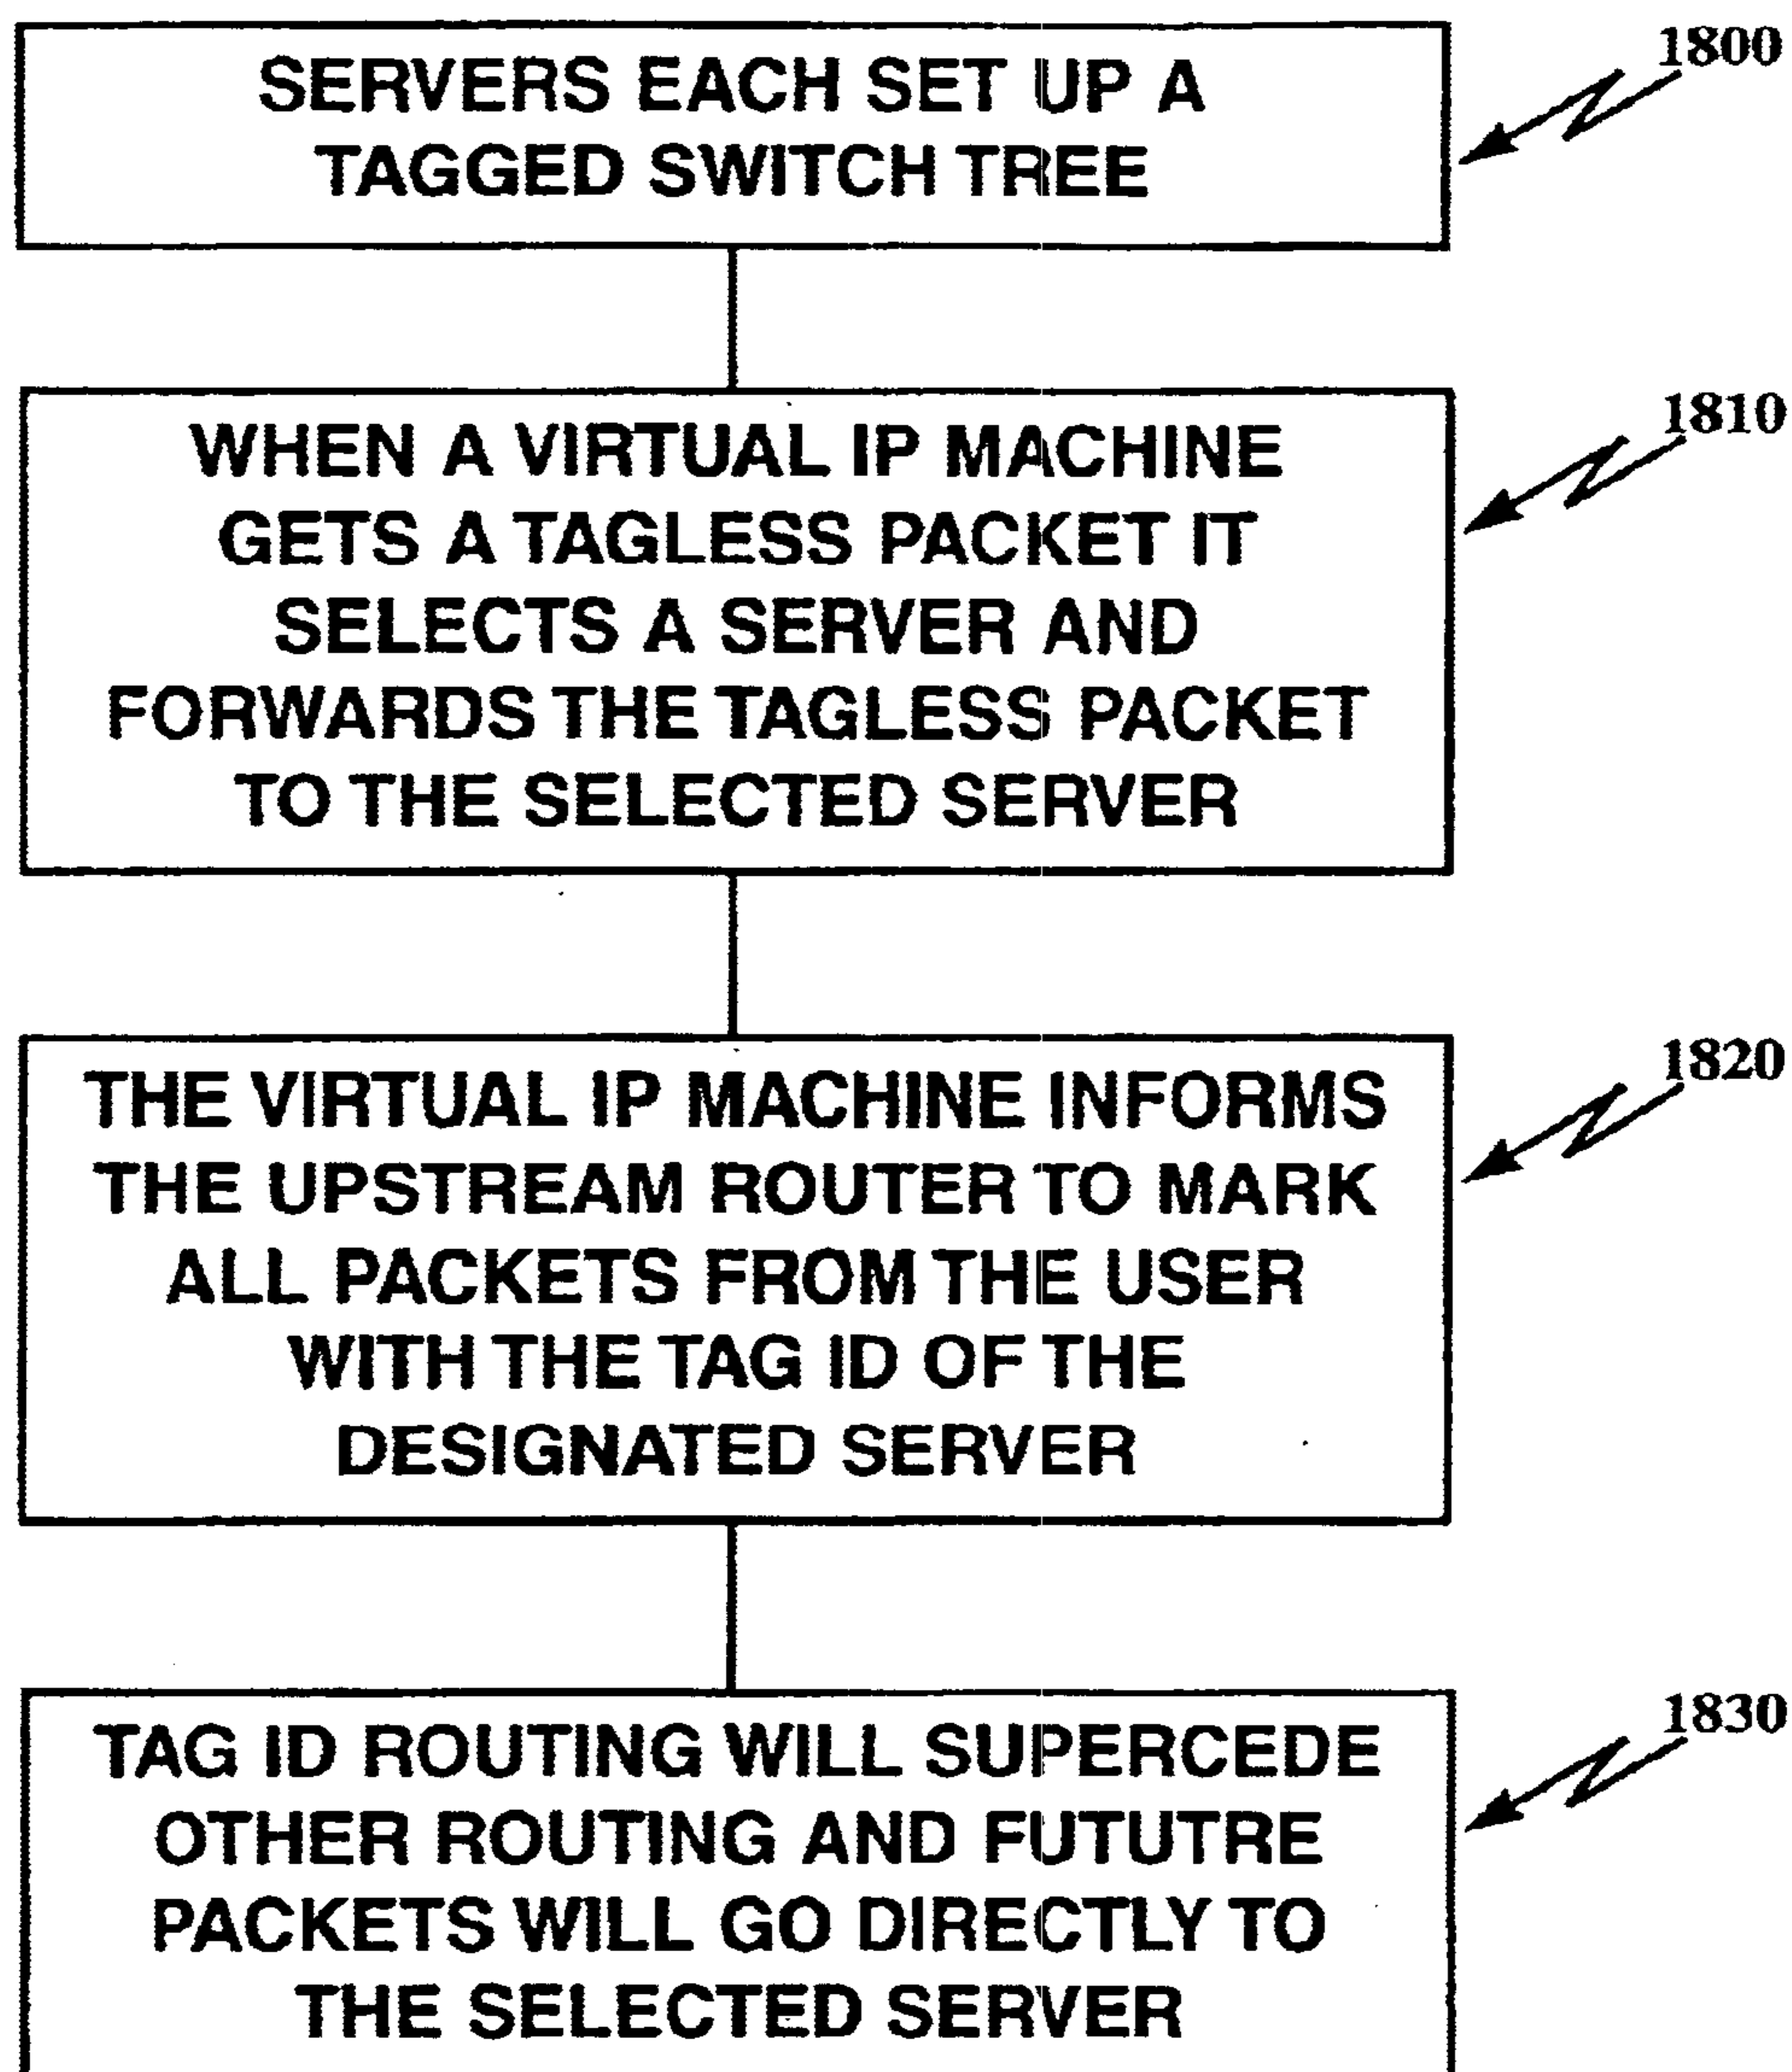 SERVERS EACH SET UP A
TAGGED SWITCH TREE
1800
WHEN A VIRTUAL IP MACHINE
GETS A TAGLESS PACKET IT
SELECTS A SERVER AND
FORWARDS THE TAGLESS PACKET
TO THE SELECTED SERVER
1810
THE VIRTUAL IP MACHINE INFORMS
THE UPSTREAM ROUTER TO MARK
ALL PACKETS FROM THE USER
WITH THE TAG ID OF THE
DESIGNATED SERVER
1820
TAG ID ROUTING WILL SUPERCEDE
OTHER ROUTING AND FUTUTRE
PACKETS WILL GO DIRECTLY TO
THE SELECTED SERVER
1830